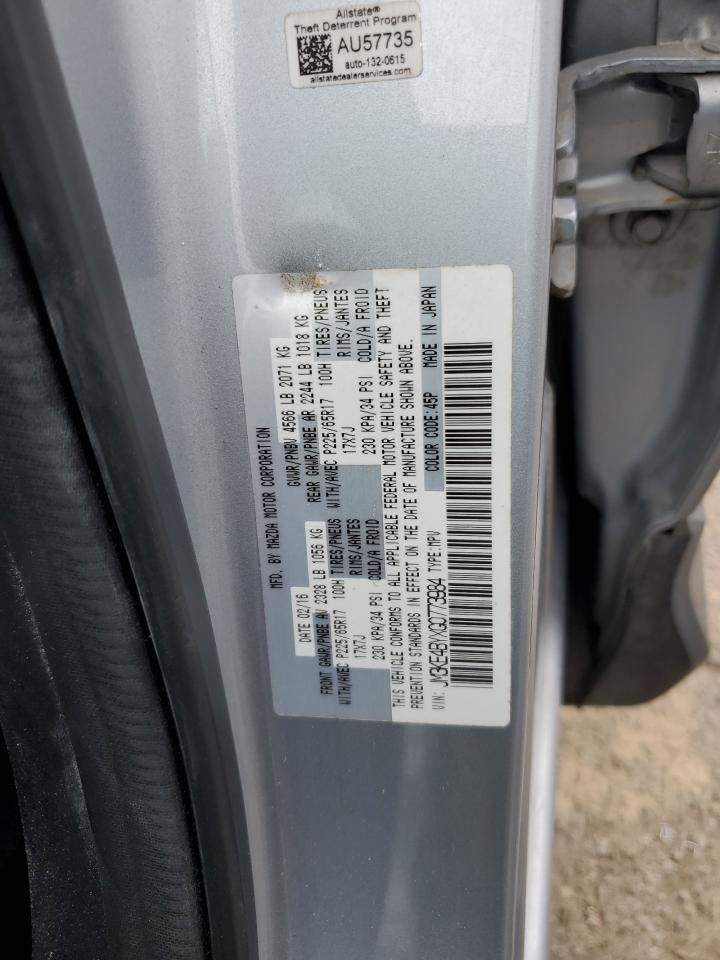 Allstate®
Theft Deterrent Program
AU57735
auto-132-0615
allstatedealerservices.com
MFD. BY MAZDA MOTOR CORPORATION
DATE 02/16 GVWR/PNBV 4566 LB 2071 KG
FRONT GAWR/PNBE AV 2328 LB 1056 KG REAR GAWR/PNBE AR 2244 LB 1018 KG
WITH/AVEC P225/65R17 100H TIRES/PNEUS WITH/AVEC P225/65R17 100H TIRES/PNEUS
17X7J RIMS/JANTES 17X7J RIMS/JANTES
230 KPA/34 PSI COLD/A FROID 230 KPA/34 PSI COLD/A FROID
THIS VEHICLE CONFORMS TO ALL APPLICABLE FEDERAL MOTOR VEHICLE SAFETY AND THEFT
PREVENTION STANDARDS IN EFFECT ON THE DATE OF MANUFACTURE SHOWN ABOVE.
VIN: JM3KE4BYXG0773984 TYPE:MPV COLOR CODE:45P MADE IN JAPAN